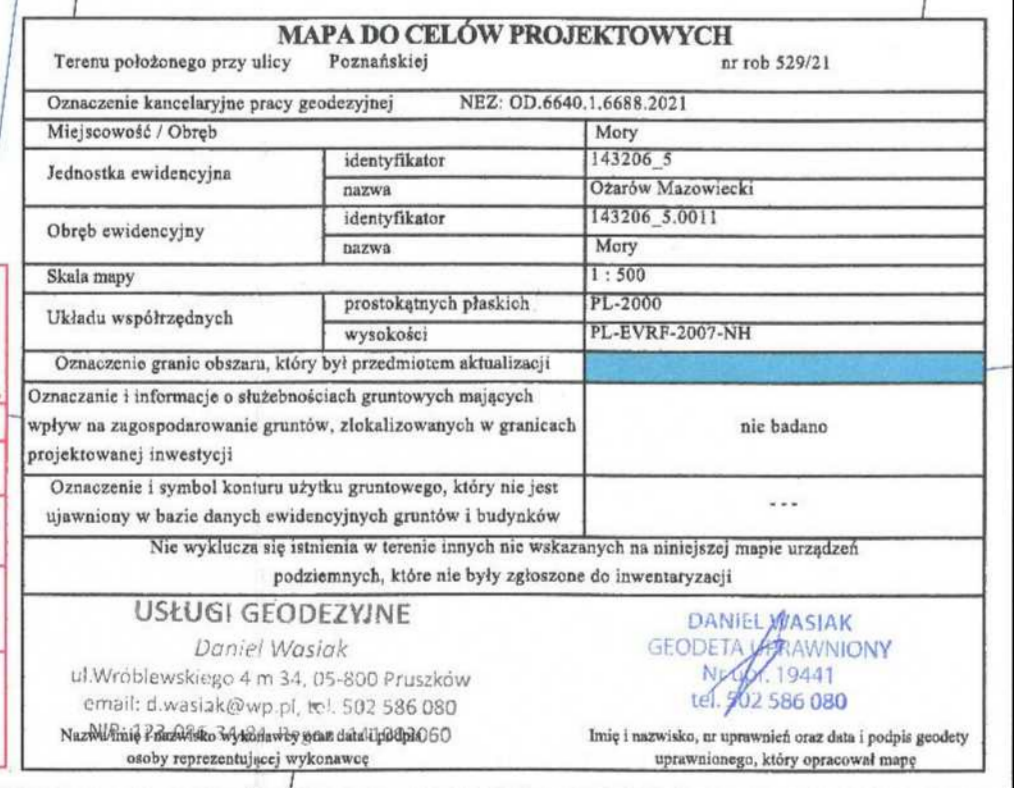 MAPA DO CELÓW PROJEKTOWYCH
Terenu położonego przy ulicy Poznańskiej nr rob 529/21
Oznaczenie kancelaryjne pracy geodezyjnej NEZ: OD.6640.1.6688.2021
Miejscowość / Obręb Mory
Jednostka ewidencyjna identyfikator 143206_5
nazwa Ożarów Mazowiecki
Obręb ewidencyjny identyfikator 143206_5.0011
nazwa Mory
Skala mapy 1 : 500
Układu współrzędnych prostokątnych płaskich PL-2000
wysokości PL-EVRF-2007-NH
Oznaczenie granic obszaru, który był przedmiotem aktualizacji
Oznaczanie i informacje o służebnościach gruntowych mających
wpływ na zagospodarowanie gruntów, zlokalizowanych w granicach nie badano
projektowanej inwestycji
Oznaczenie i symbol konturu użytku gruntowego, który nie jest
ujawniony w bazie danych ewidencyjnych gruntów i budynków ---
Nie wyklucza się istnienia w terenie innych nie wskazanych na niniejszej mapie urządzeń
podziemnych, które nie były zgłoszone do inwentaryzacji
USŁUGI GEODEZYJNE
Daniel Wasiak
ul.Wróblewskiego 4 m 34, 05-800 Pruszków
email: d.wasiak@wp.pl, tel. 502 586 080
Nazwa/imię i nazwisko wykonawcy oraz data i podpis
osoby reprezentującej wykonawcę
DANIEL WASIAK
GEODETA UPRAWNIONY
Nr upr. 19441
tel. 502 586 080
Imię i nazwisko, nr uprawnień oraz data i podpis geodety
uprawnionego, który opracował mapę